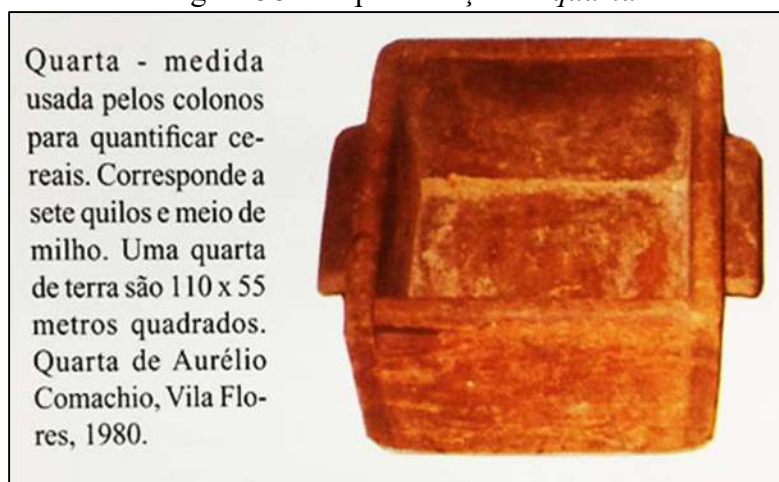 Quarta - medida
usada pelos colonos
para quantificar ce-
reais. Corresponde a
sete quilos e meio de
milho. Uma quarta
de terra são 110 x 55
metros quadrados.
Quarta de Aurélio
Comachio, Vila Flo-
res, 1980.